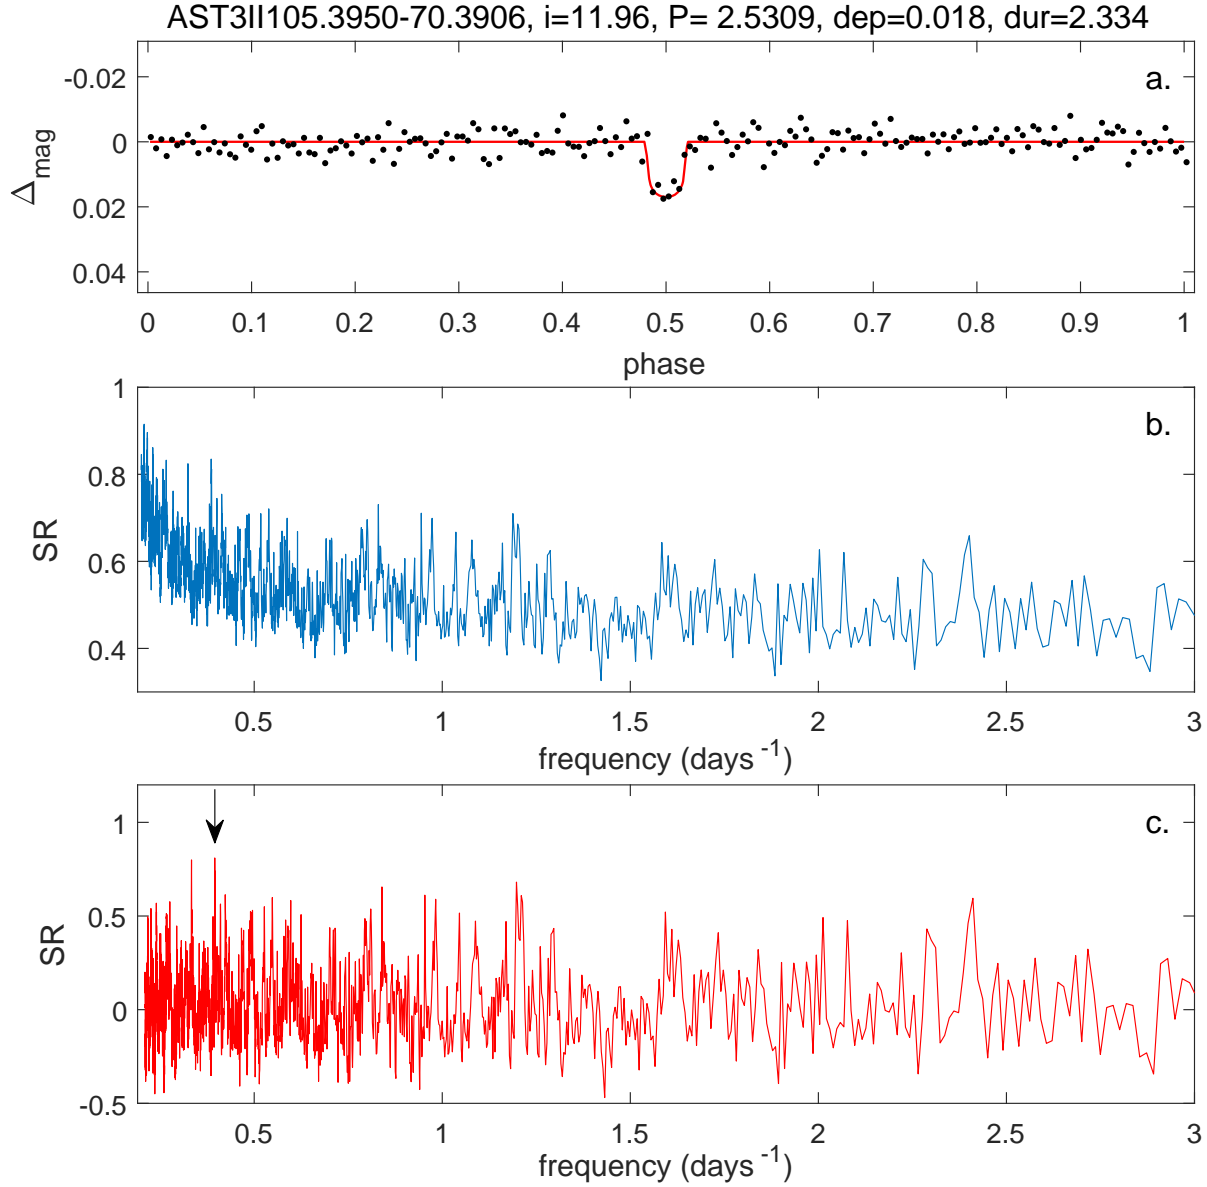 AST3II105.3950-70.3906, i=11.96, P= 2.5309, dep=0.018, dur=2.334
a.
-0.02
0
0.02
0.04
Δmag
0 0.1 0.2 0.3 0.4 0.5 0.6 0.7 0.8 0.9 1
phase
b.
1
0.8
0.6
0.4
SR
0.5 1 1.5 2 2.5 3
frequency (days -1)
c.
1
0.5
0
-0.5
SR
0.5 1 1.5 2 2.5 3
frequency (days -1)